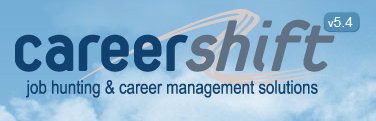 careershift v5.4
job hunting & career management solutions